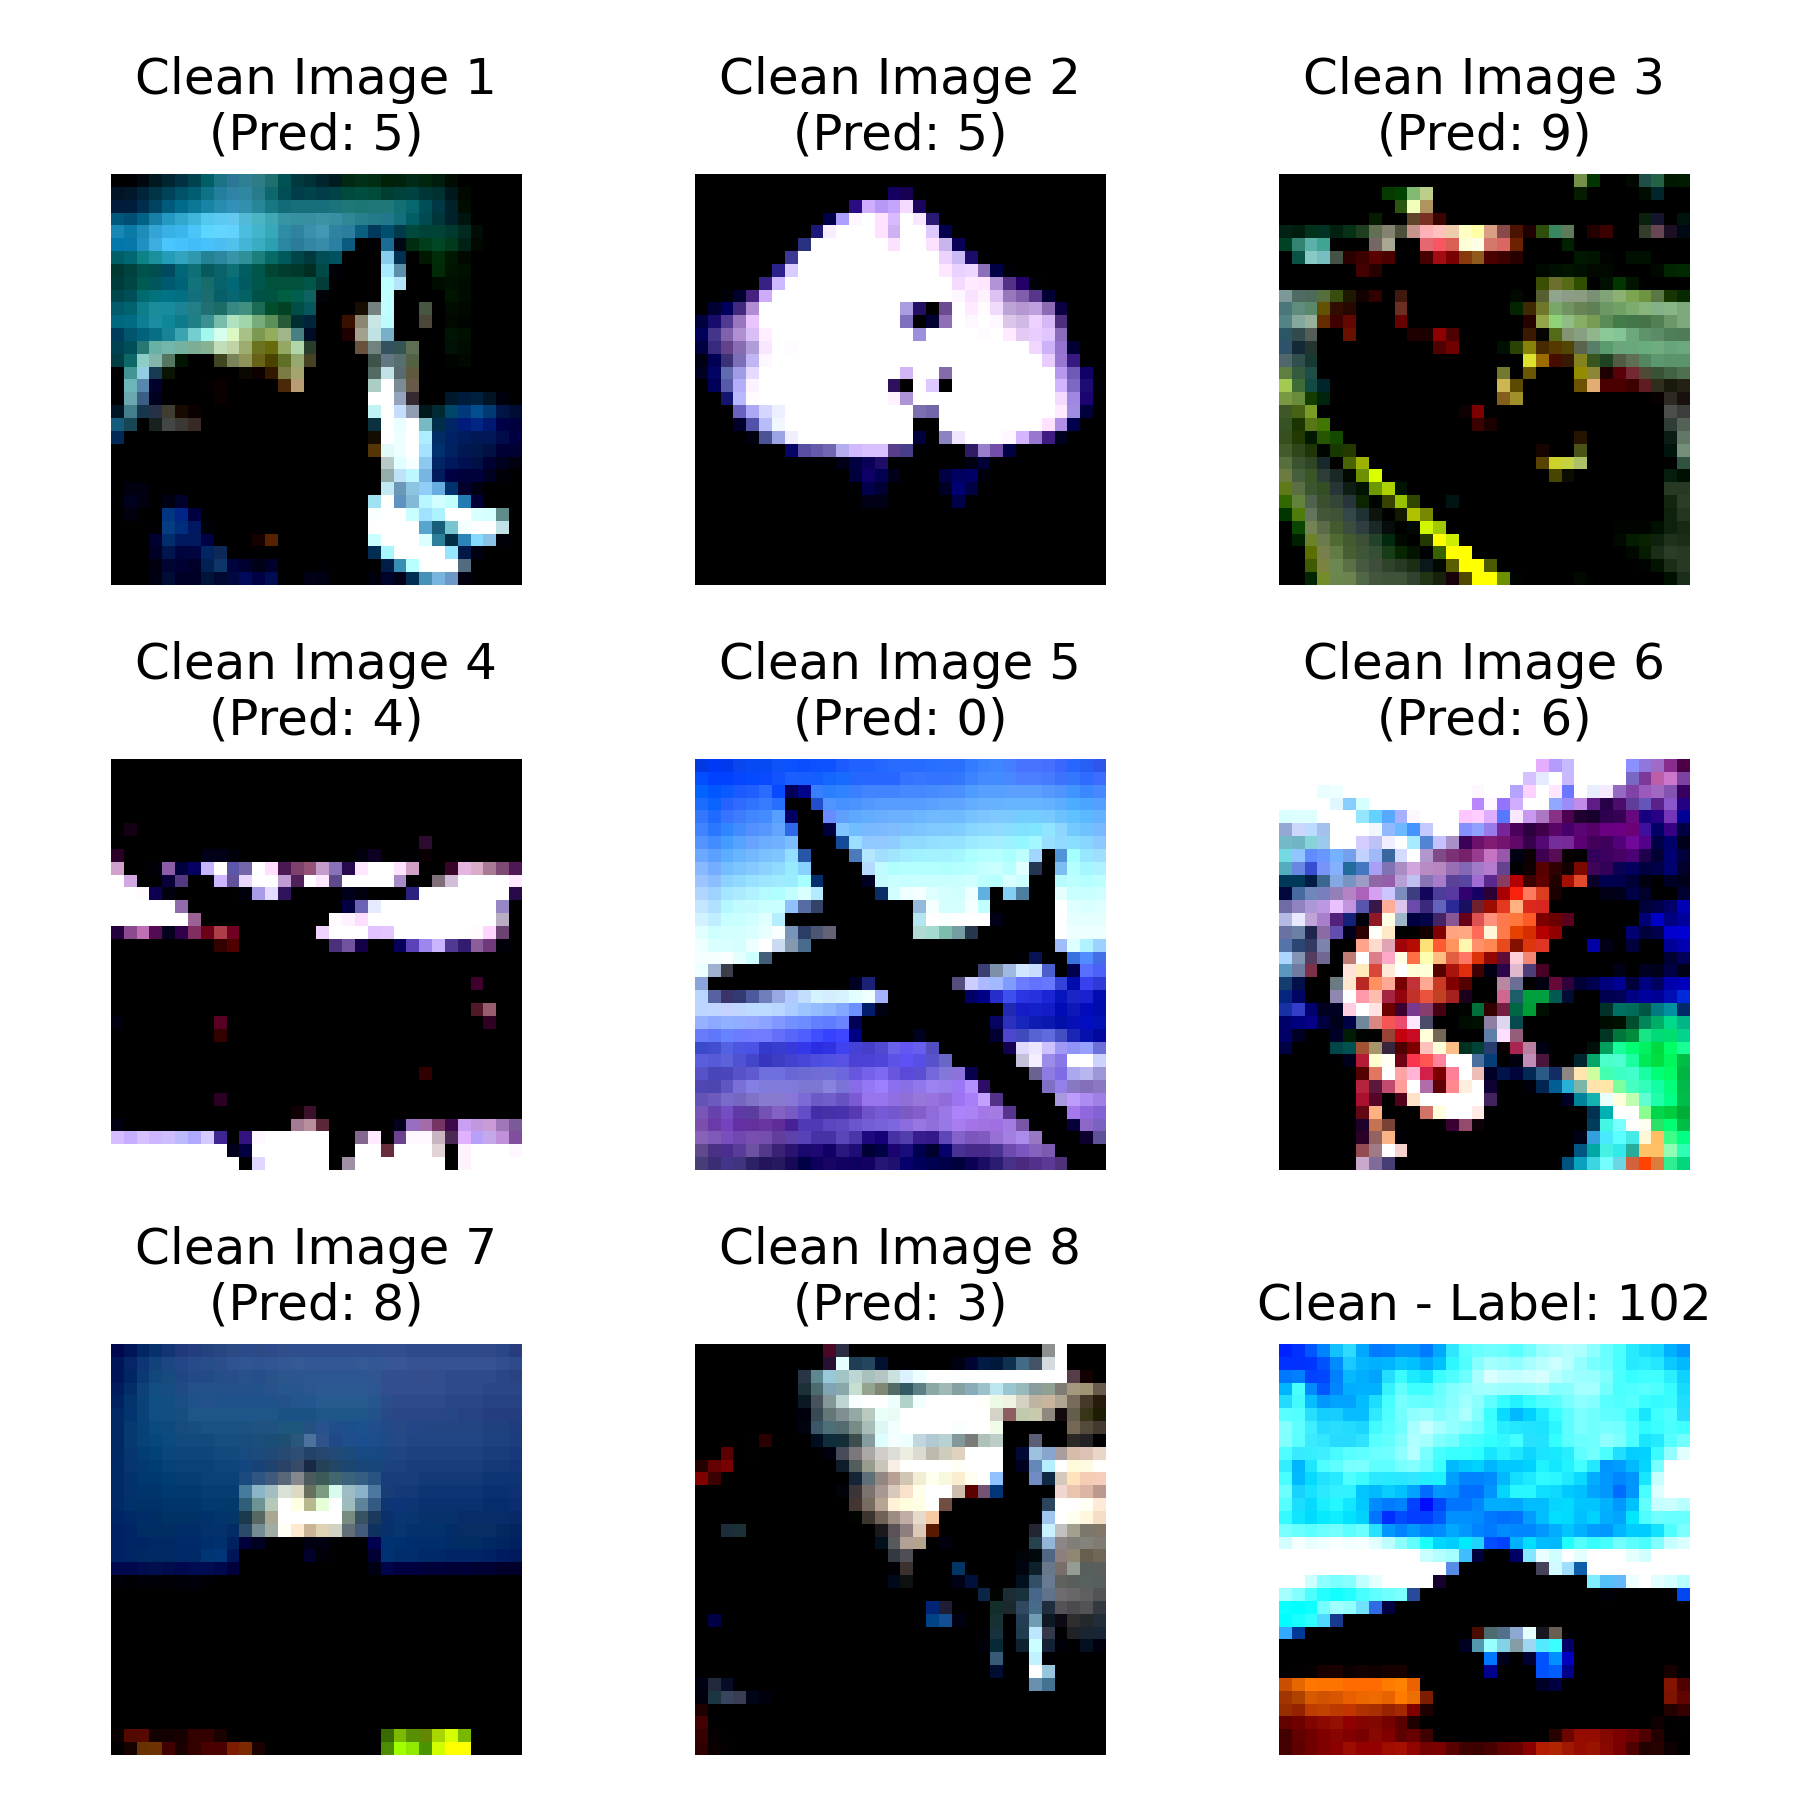 Clean Image 1
(Pred: 5)
Clean Image 2
(Pred: 5)
Clean Image 3
(Pred: 9)
Clean Image 4
(Pred: 4)
Clean Image 5
(Pred: 0)
Clean Image 6
(Pred: 6)
Clean Image 7
(Pred: 8)
Clean Image 8
(Pred: 3)
Clean - Label: 102